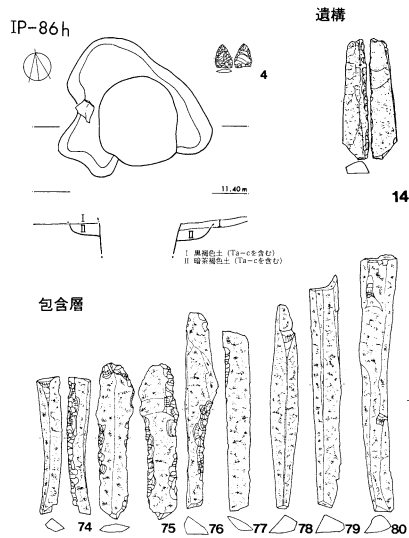 IP-86h
遺構
4
14
11.40m
I
II
II
I 黒褐色土（Ta-cを含む）
II 暗茶褐色土（Ta-cを含む）
包含層
74 75 76 77 78 79 80